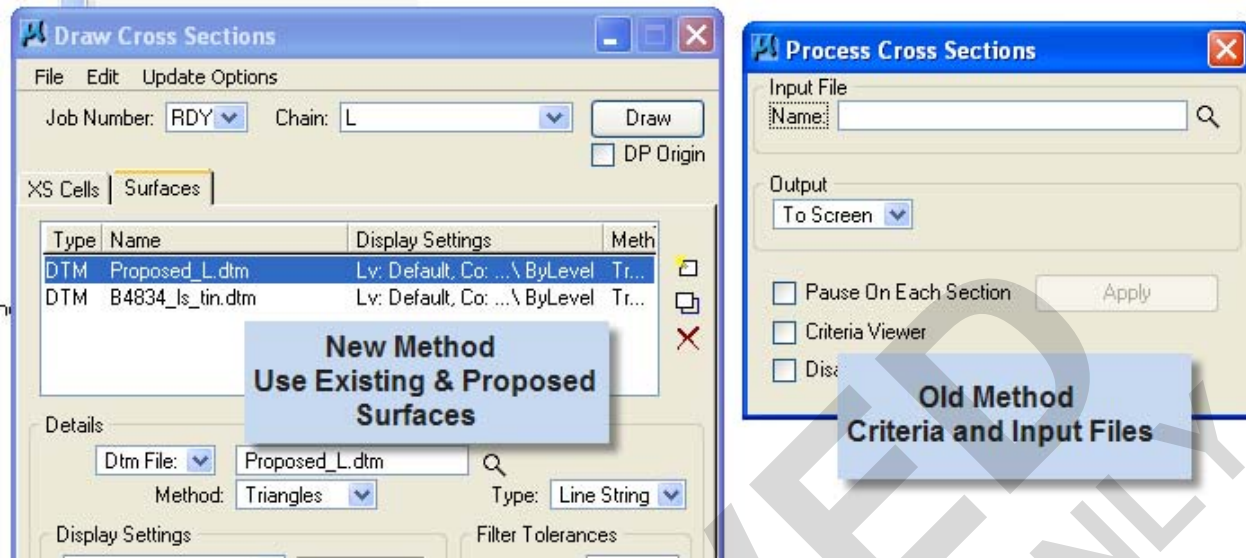 Draw Cross Sections
File Edit Update Options
Job Number: RDY Chain: L Draw
DP Origin
XS Cells Surfaces
Type Name Display Settings Meth
DTM Proposed_L.dtm Lv: Default, Co: ...\ ByLevel Tr...
DTM B4834_ls_tin.dtm Lv: Default, Co: ...\ ByLevel Tr...
New Method
Use Existing & Proposed
Surfaces
Details
Dtm File: Proposed_L.dtm
Method: Triangles Type: Line String
Display Settings Filter Tolerances
Process Cross Sections
Input File
Name:
Output
To Screen
Pause On Each Section Apply
Criteria Viewer
Old Method
Criteria and Input Files